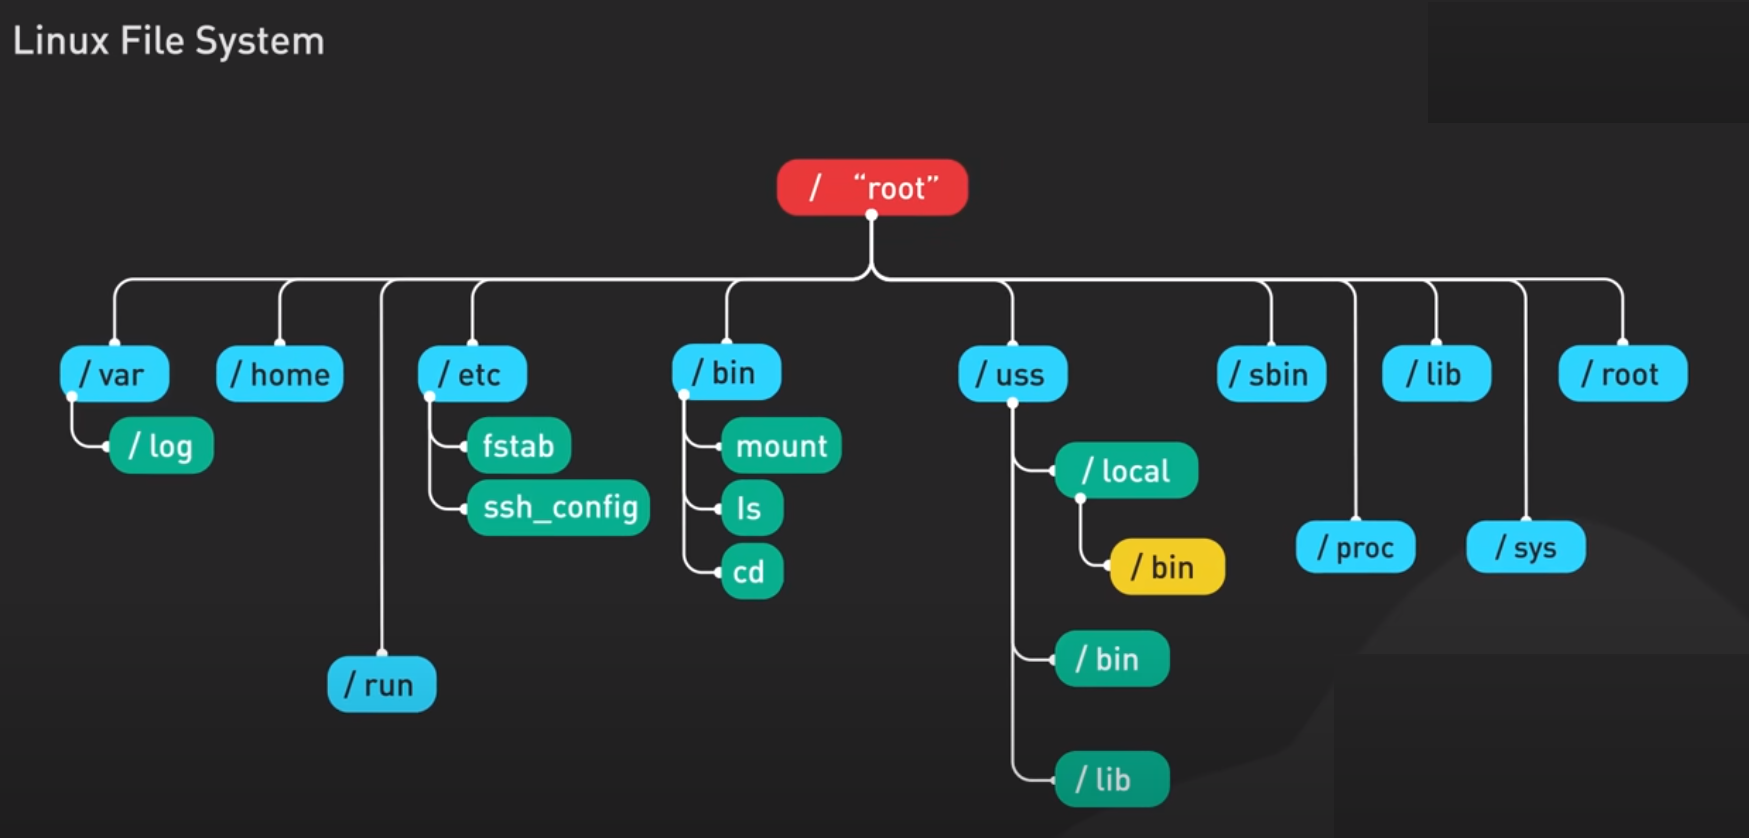 Linux File System
/ “root”
/ var
/ home
/ etc
/ bin
/ uss
/ sbin
/ lib
/ root
/ log
fstab
ssh_config
mount
ls
cd
/ local
/ bin
/ bin
/ lib
/ proc
/ sys
/ run